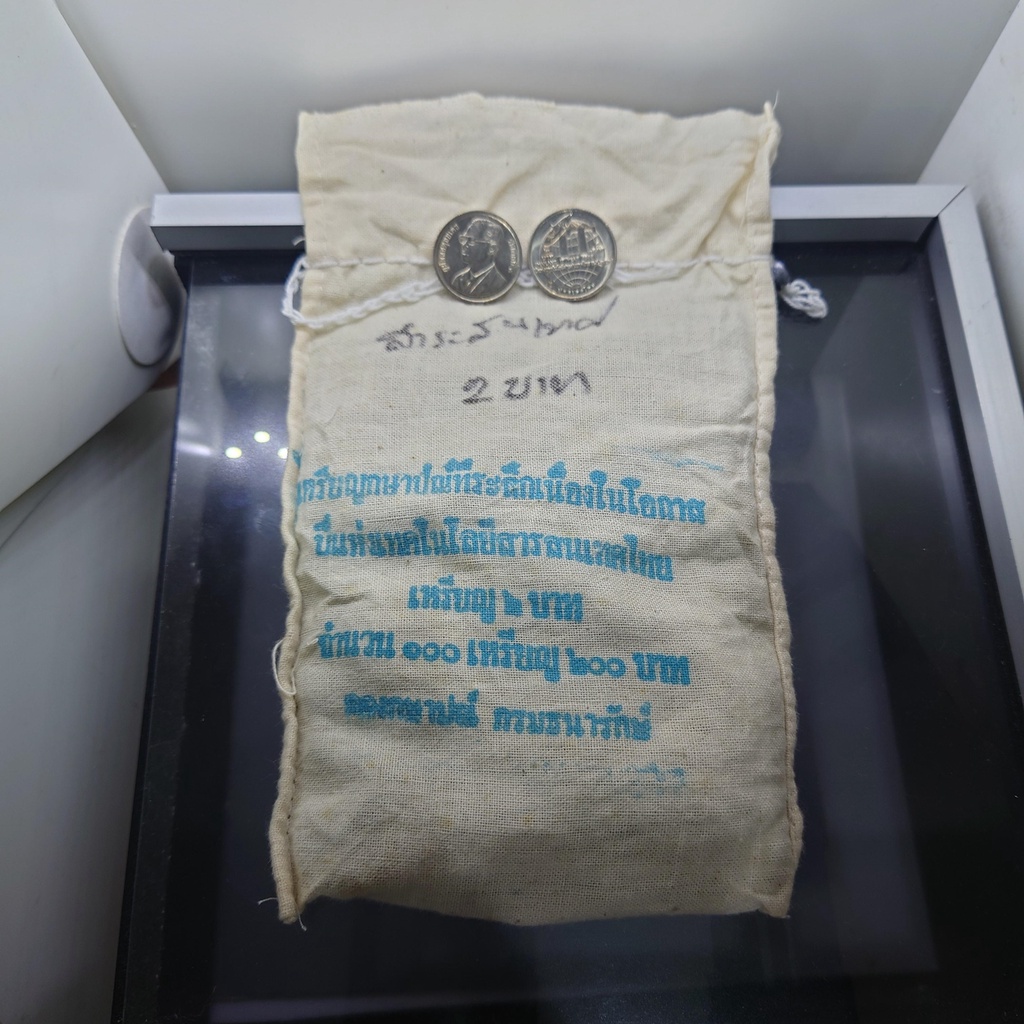 สาระสนเทศ
2 บาท
เหรียญกษาปณ์ที่ระลึกเนื่องในโอกาส
ปีแห่งเทคโนโลยีสารสนเทศไทย
เหรียญ ๒ บาท
จำนวน ๑๐๐ เหรียญ ๒๐๐ บาท
กองกษาปณ์ กรมธนารักษ์